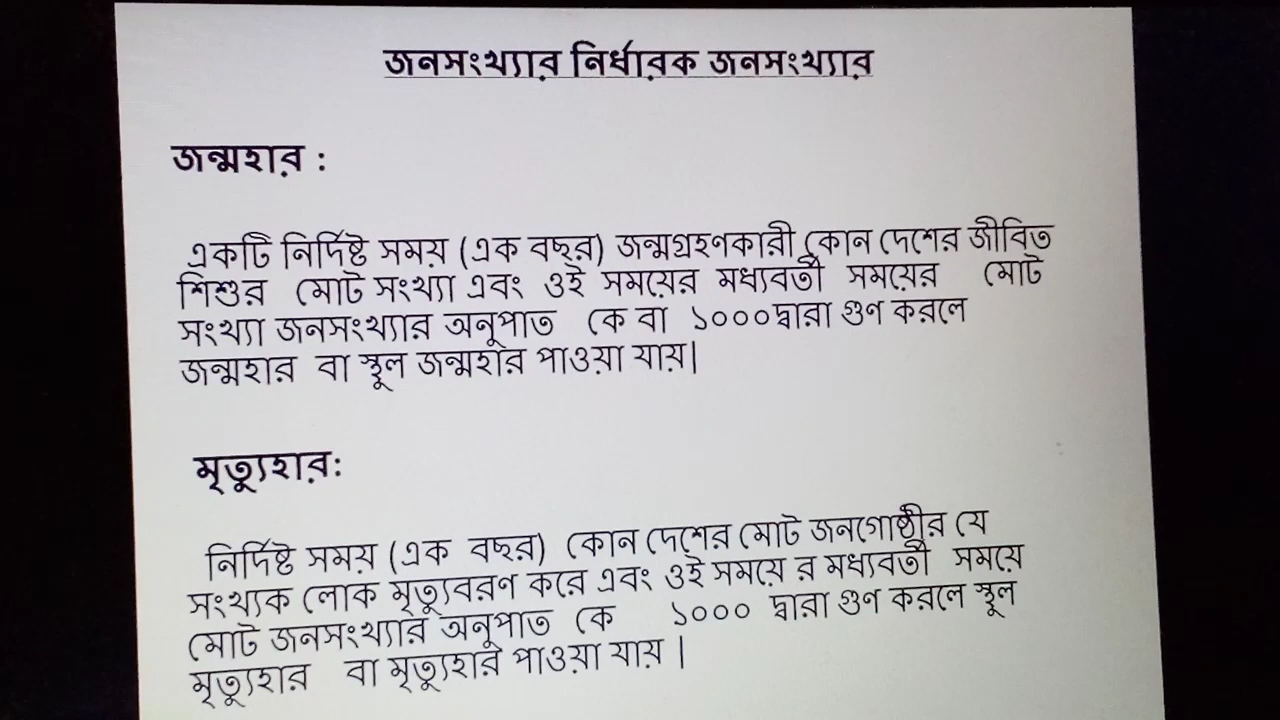 জনসংখ্যার নির্ধারক জনসংখ্যার
জন্মহার :
একটি নির্দিষ্ট সময় (এক বছর) জন্মগ্রহণকারী কোন দেশের জীবিত
শিশুর মোট সংখ্যা এবং ওই সময়ের মধ্যবর্তী সময়ের মোট
সংখ্যা জনসংখ্যার অনুপাত কে বা ১০০০দ্বারা গুণ করলে
জন্মহার বা স্থুল জন্মহার পাওয়া যায়|
মৃত্যুহার:
নির্দিষ্ট সময় (এক বছর) কোন দেশের মোট জনগোষ্ঠীর যে
সংখ্যক লোক মৃত্যুবরণ করে এবং ওই সময়ে র মধ্যবর্তী সময়ে
মোট জনসংখ্যার অনুপাত কে ১০০০ দ্বারা গুণ করলে স্থুল
মৃত্যুহার বা মৃত্যুহার পাওয়া যায় |